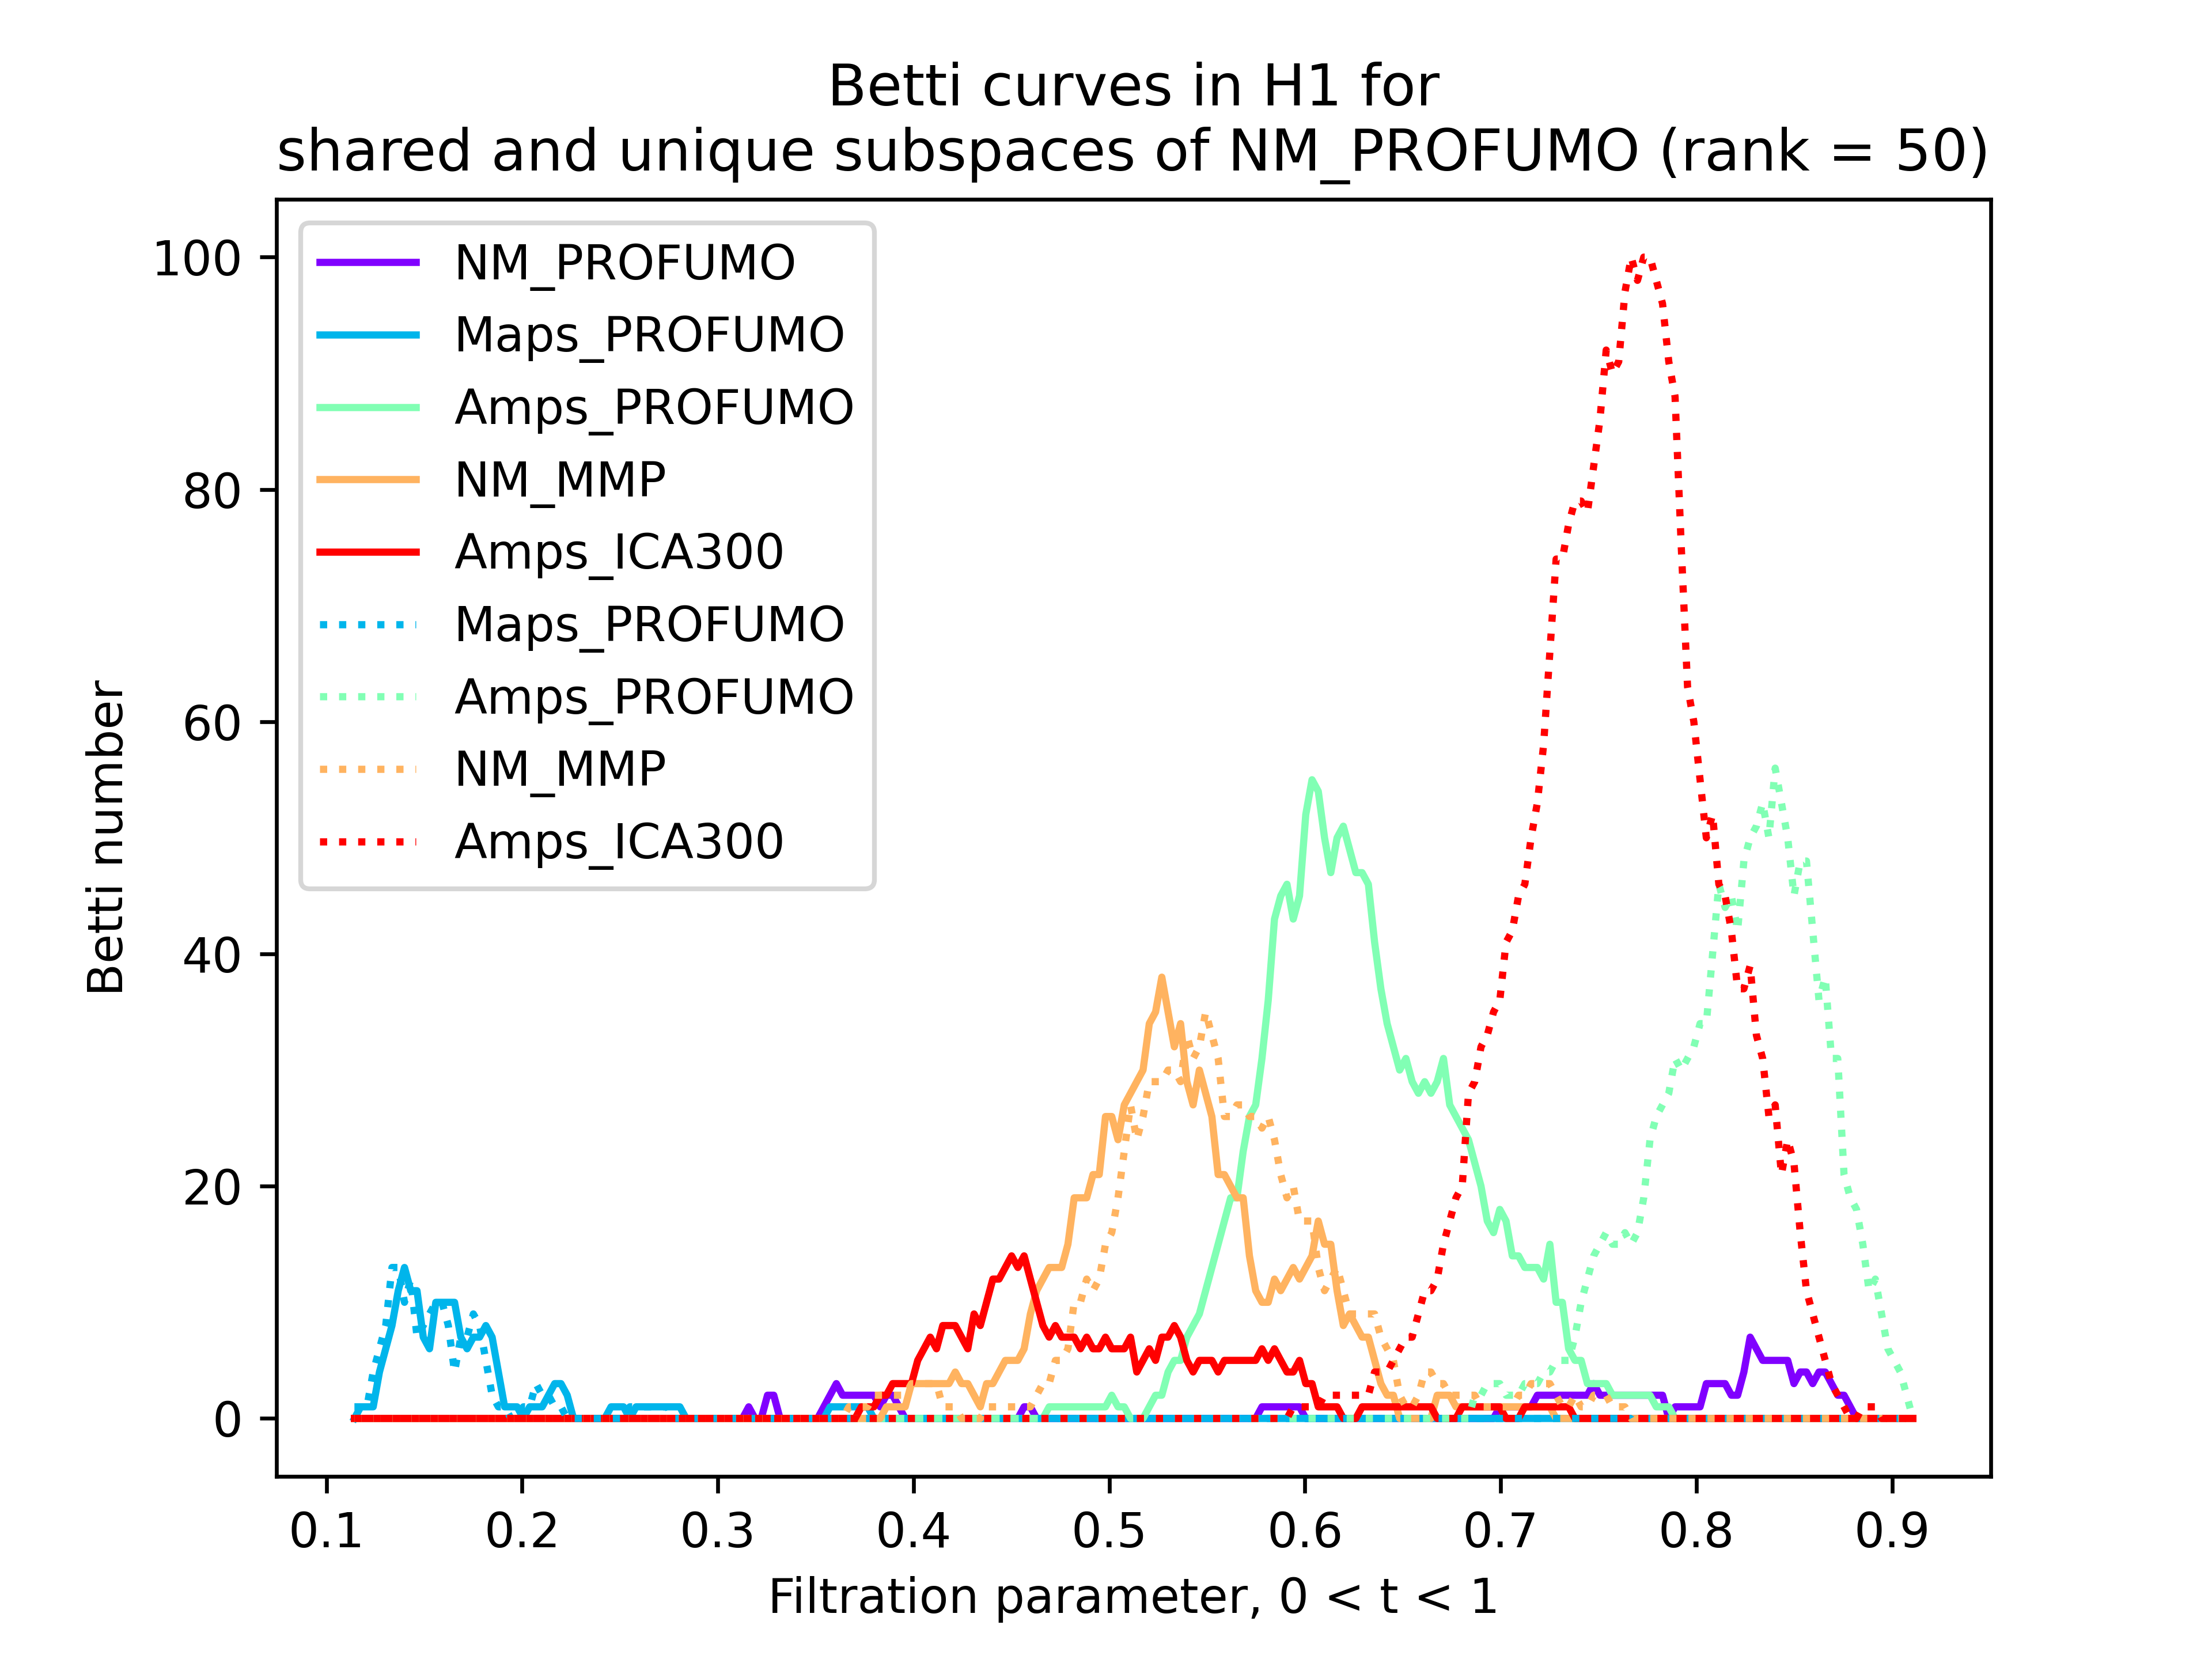 Betti curves in H1 for
shared and unique subspaces of NM_PROFUMO (rank = 50)
100
80
60
40
20
0
Betti number
NM_PROFUMO
Maps_PROFUMO
Amps_PROFUMO
NM_MMP
Amps_ICA300
Maps_PROFUMO
Amps_PROFUMO
NM_MMP
Amps_ICA300
0.1 0.2 0.3 0.4 0.5 0.6 0.7 0.8 0.9
Filtration parameter, 0 < t < 1